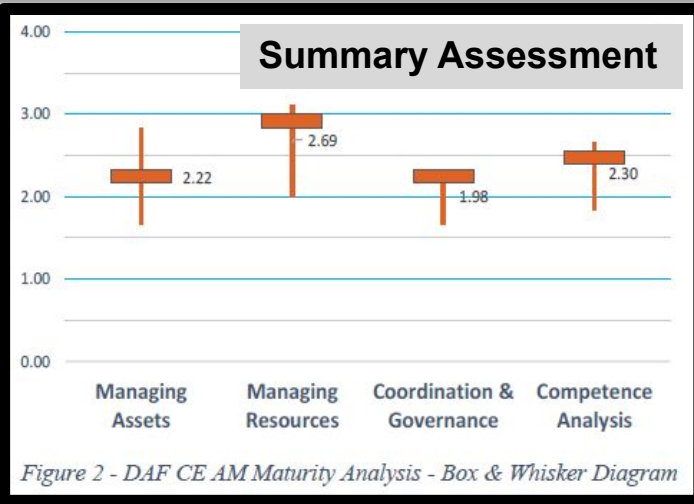 Summary Assessment
4.00
3.00
2.00
1.00
0.00
2.22
2.69
1.98
2.30
Managing Assets
Managing Resources
Coordination & Governance
Competence Analysis
Figure 2 - DAF CE AM Maturity Analysis - Box & Whisker Diagram